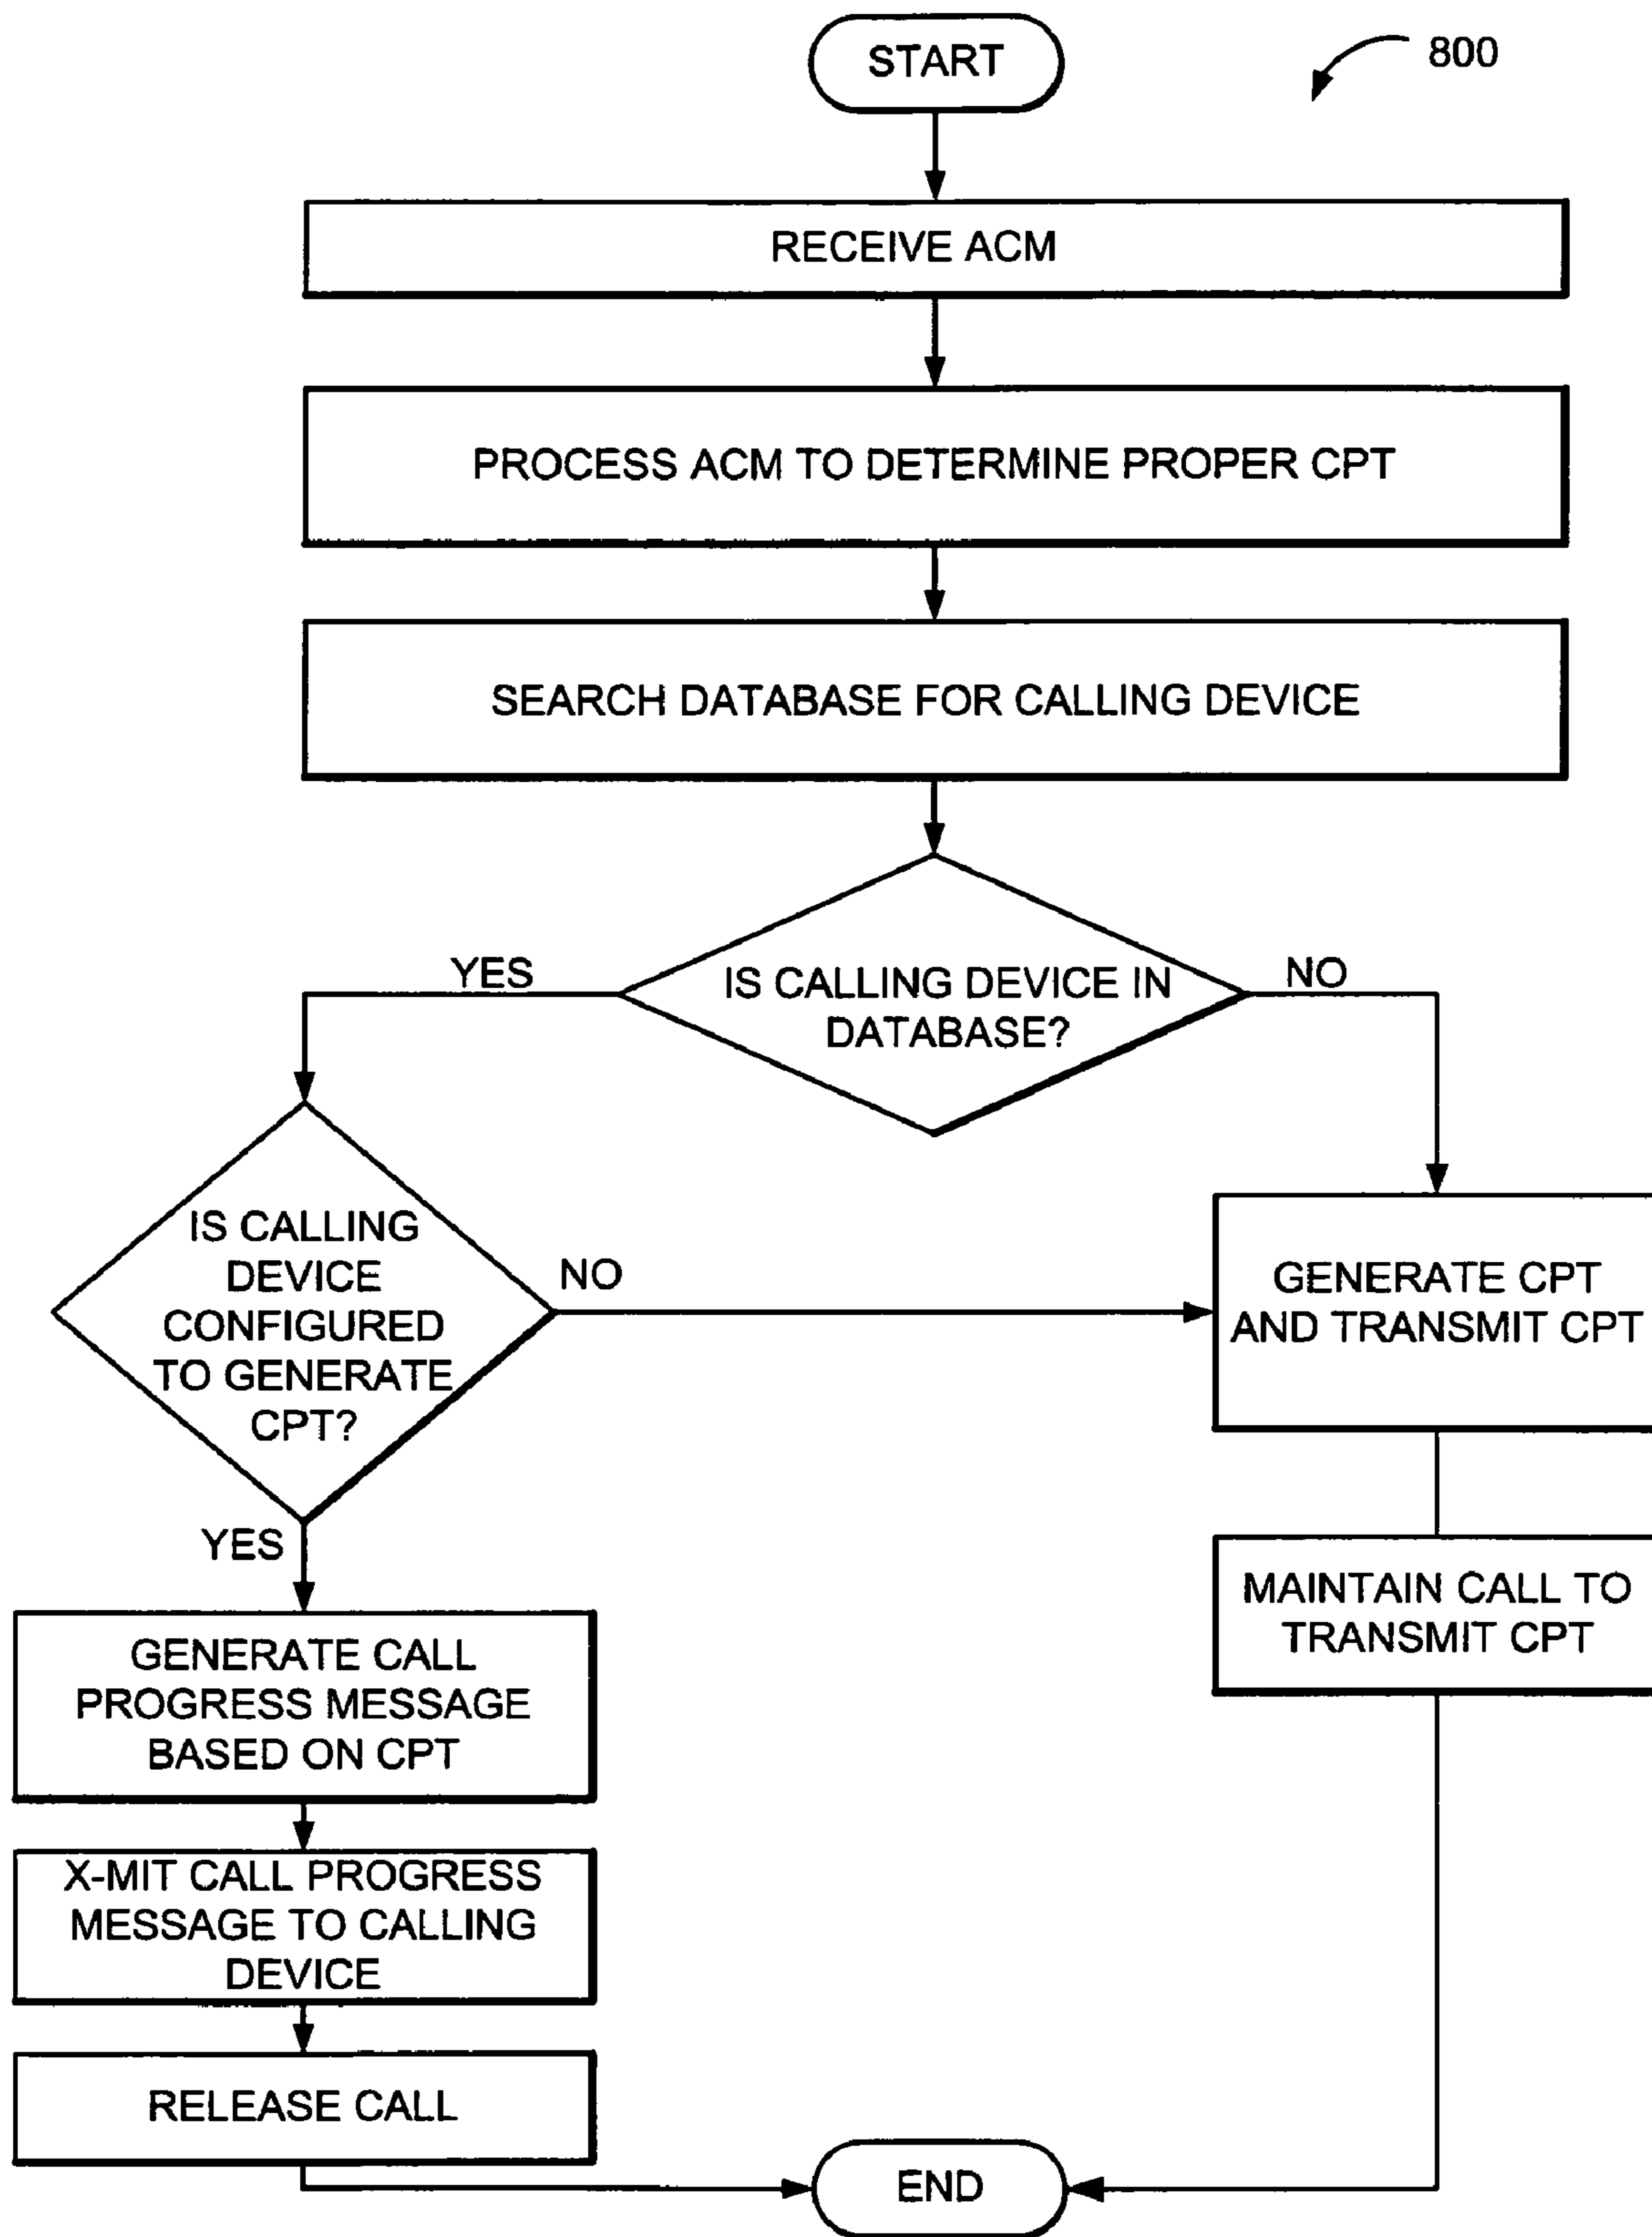 START
800
RECEIVE ACM
PROCESS ACM TO DETERMINE PROPER CPT
SEARCH DATABASE FOR CALLING DEVICE
YES
IS CALLING DEVICE IN
DATABASE?
NO
IS CALLING
DEVICE
CONFIGURED
TO GENERATE
CPT?
NO
GENERATE CPT
AND TRANSMIT CPT
YES
MAINTAIN CALL TO
TRANSMIT CPT
GENERATE CALL
PROGRESS MESSAGE
BASED ON CPT
X-MIT CALL PROGRESS
MESSAGE TO CALLING
DEVICE
RELEASE CALL
END